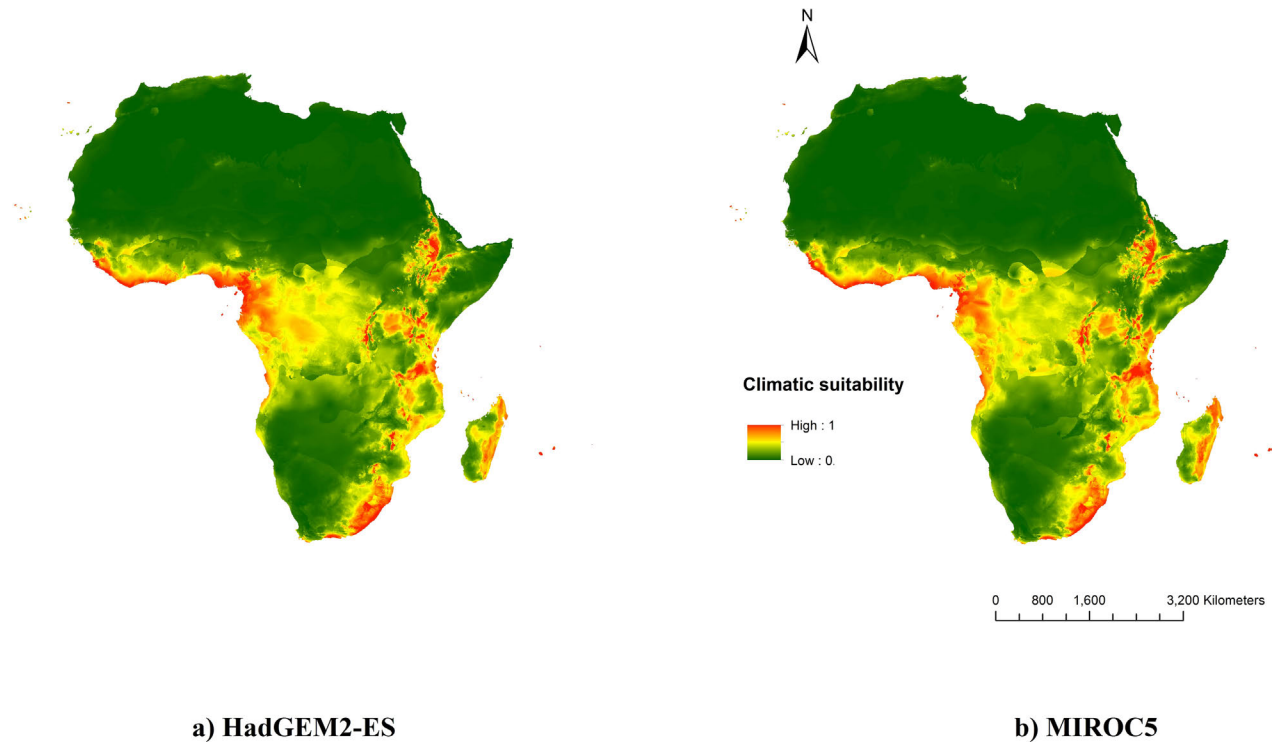 N
Climatic suitability
High : 1
Low : 0.
0 800 1,600 3,200 Kilometers
a) HadGEM2-ES
b) MIROC5